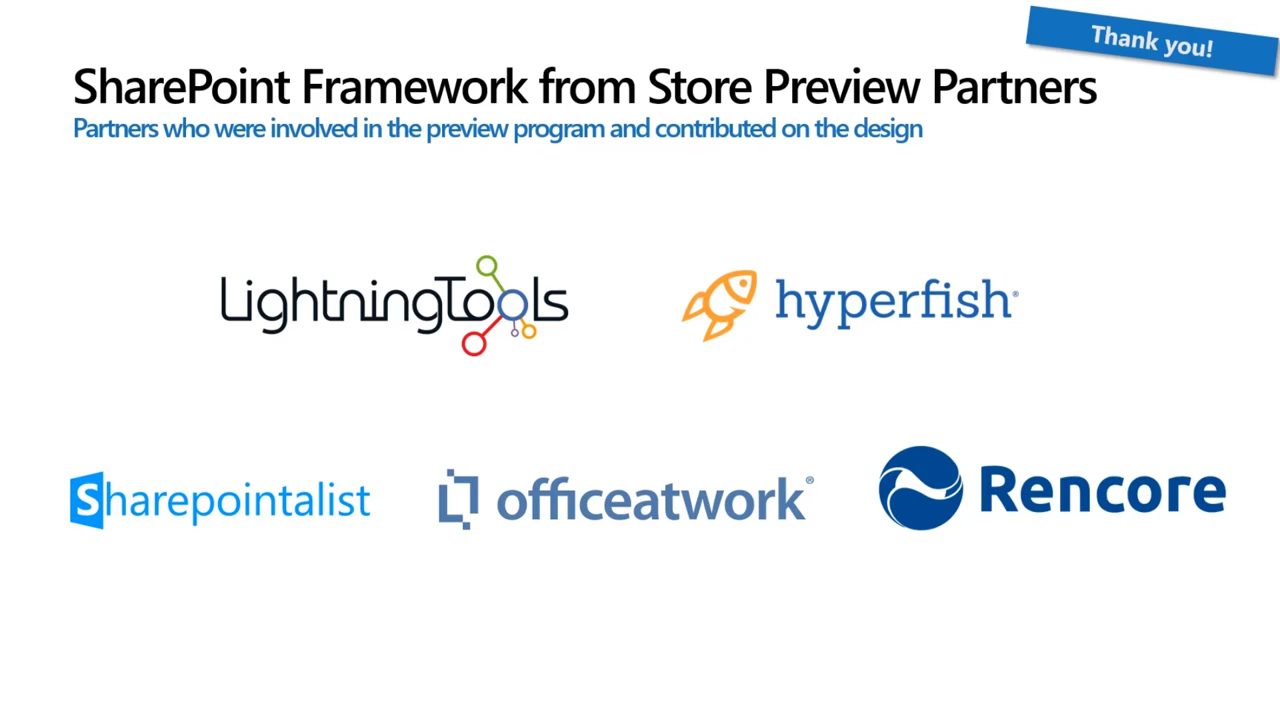 Thank you!
SharePoint Framework from Store Preview Partners
Partners who were involved in the preview program and contributed on the design
LightningTools
hyperfish®
Sharepointalist
officeatwork®
Rencore